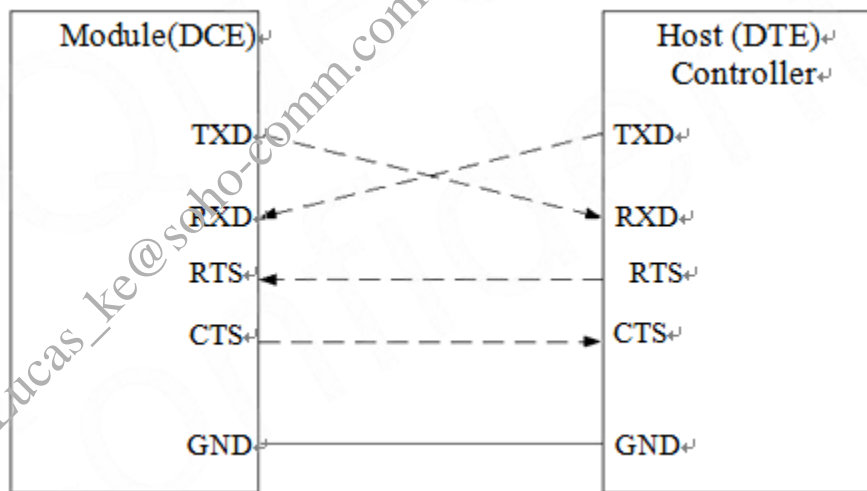 Module(DCE)
Host (DTE)
Controller
TXD
TXD
RXD
RXD
RTS
RTS
CTS
CTS
GND
GND
Lucas_ke@soho-comm.com